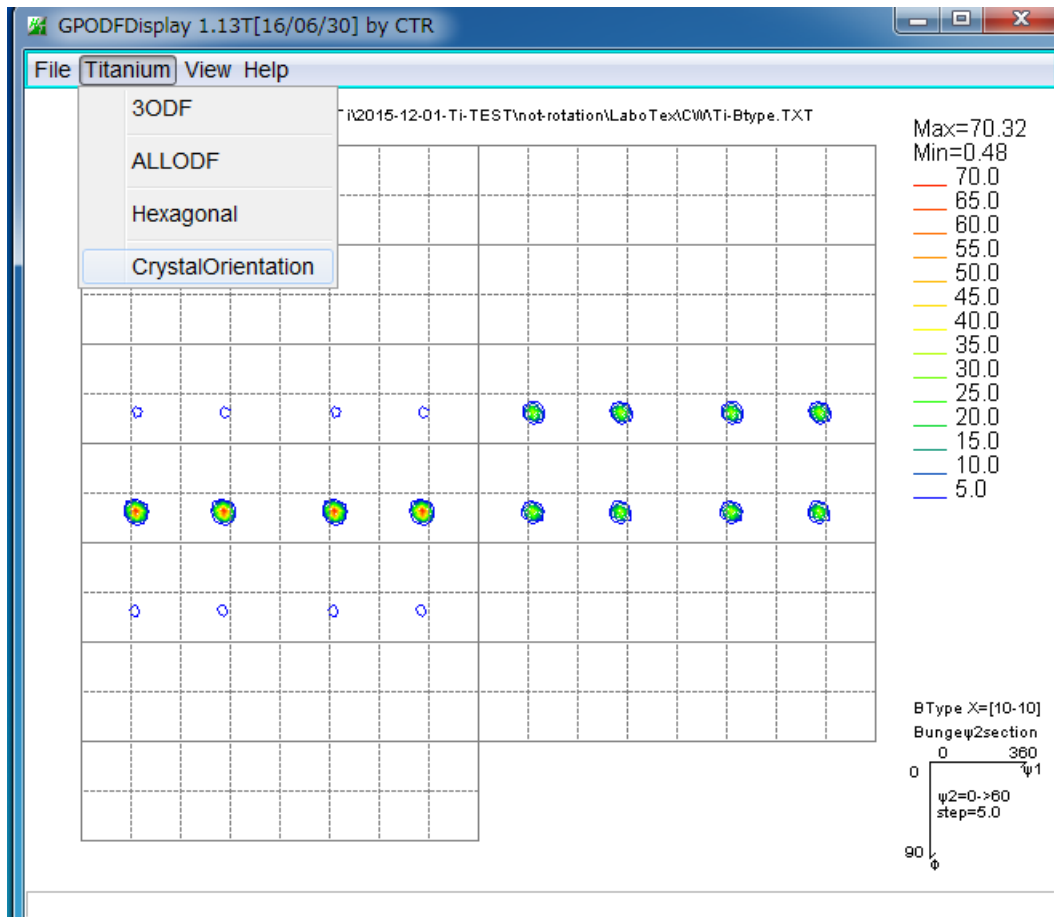 GPODFDisplay 1.13T[16/06/30] by CTR
File Titanium View Help
3ODF
ALLODF
Hexagonal
CrystalOrientation
Ti\2015-12-01-Ti-TEST\not-rotation\LaboTex\CW\Ti-Btype.TXT
Max=70.32
Min=0.48
70.0
65.0
60.0
55.0
50.0
45.0
40.0
35.0
30.0
25.0
20.0
15.0
10.0
5.0
BType X=[10-10]
Bungeψ2section
0 360
0 ψ1
ψ2=0->60
step=5.0
90
Φ